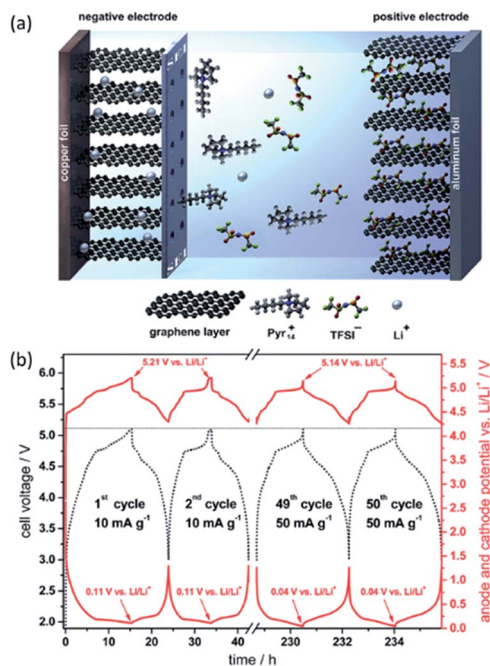 (a)
negative electrode
positive electrode
copper foil
aluminum foil
graphene layer
Pyr₁₄⁺
TFSI⁻
Li⁺
(b)
5.21 V vs. Li/Li⁺
5.14 V vs. Li/Li⁺
6.0
5.5
5.0
4.5
4.0
3.5
3.0
2.5
2.0
cell voltage / V
1ˢᵗ cycle
10 mA g⁻¹
2ⁿᵈ cycle
10 mA g⁻¹
49ᵗʰ cycle
50 mA g⁻¹
50ᵗʰ cycle
50 mA g⁻¹
0.11 V vs. Li/Li⁺
0.11 V vs. Li/Li⁺
0.04 V vs. Li/Li⁺
0.04 V vs. Li/Li⁺
5.5
5.0
4.5
4.0
3.5
3.0
2.5
2.0
1.5
1.0
0.5
0.0
anode and cathode potential vs. Li/Li⁺ / V
0
10
20
30
40
230
232
234
time / h